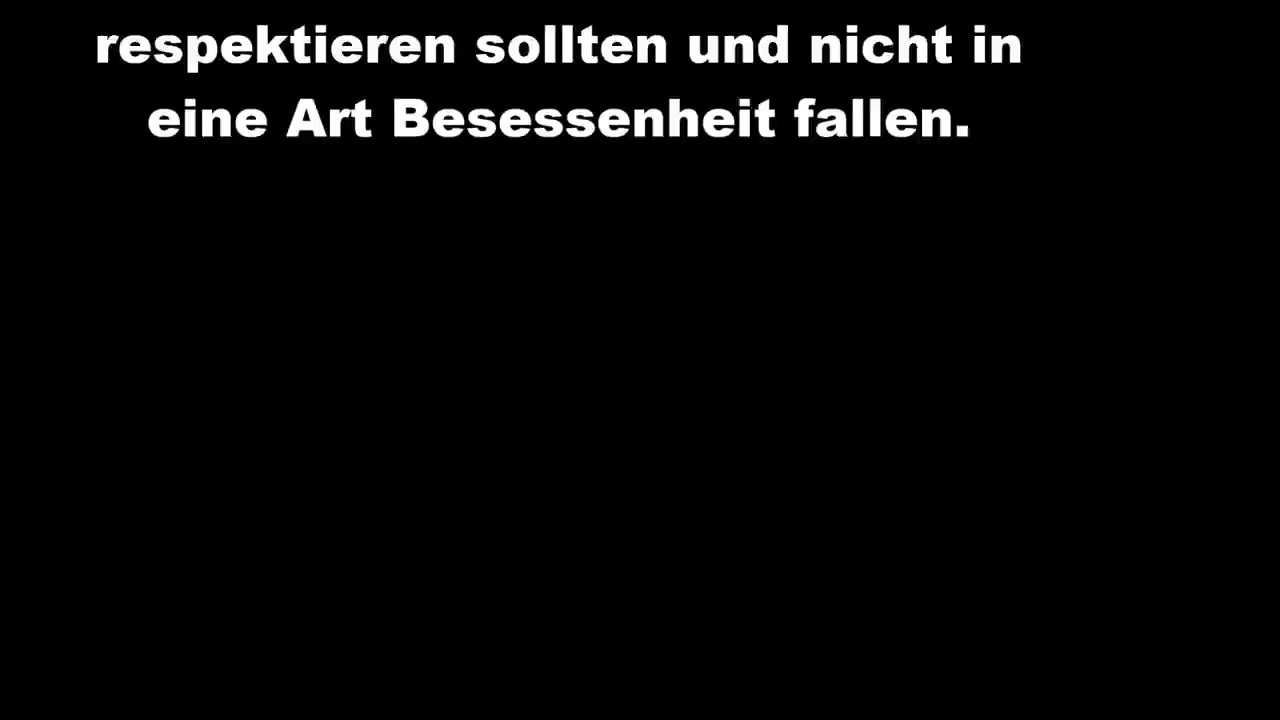 respektieren sollten und nicht in
eine Art Besessenheit fallen.